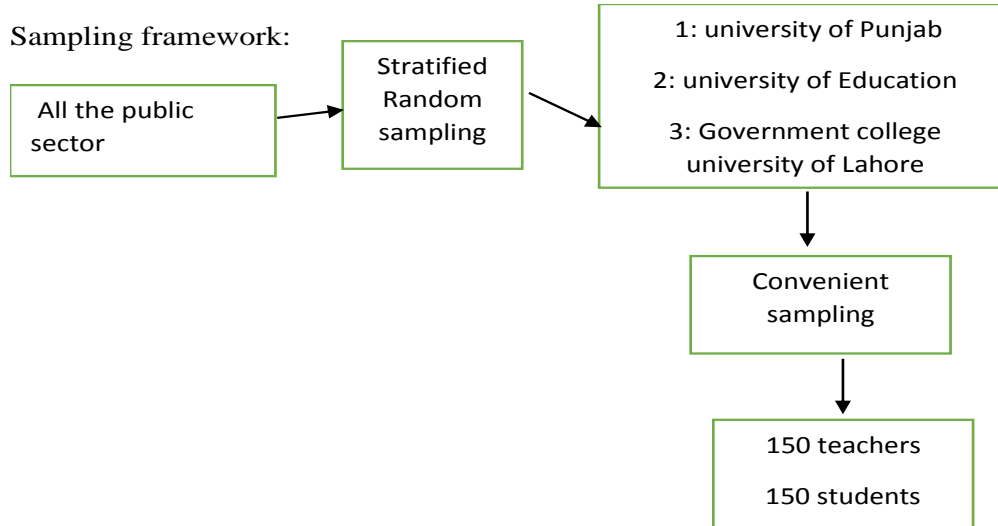 Sampling framework:
All the public
sector
Stratified
Random
sampling
1: university of Punjab
2: university of Education
3: Government college
university of Lahore
Convenient
sampling
150 teachers
150 students